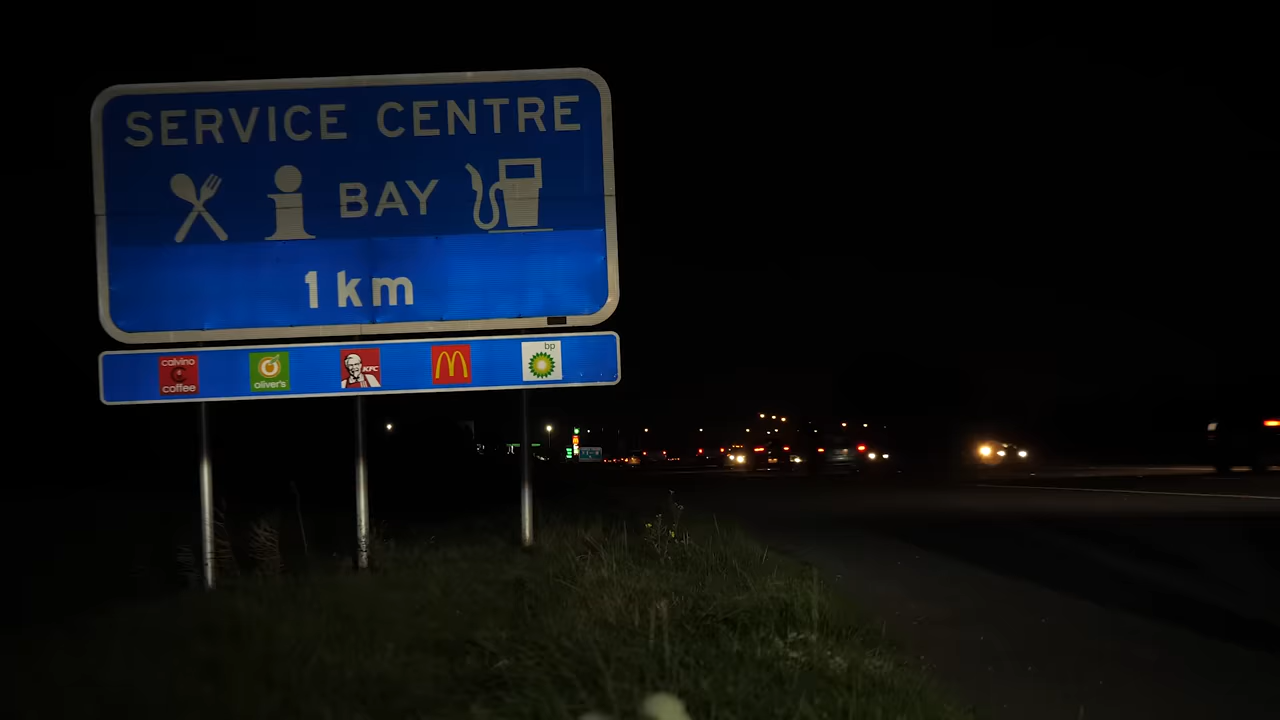 SERVICE CENTRE
i BAY
1 km
calvino
coffee
oliver's
KFC
bp